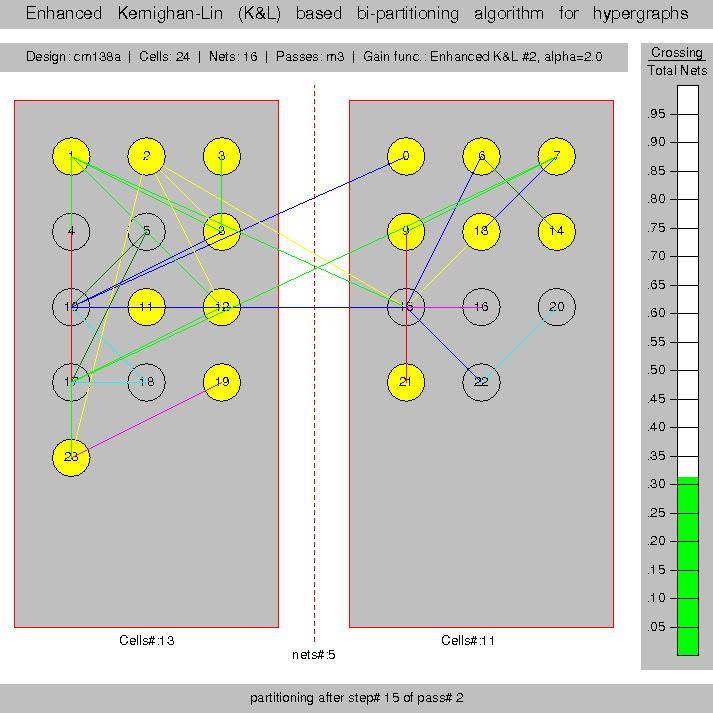 Enhanced Kernighan-Lin (K&L) based bi-partitioning algorithm for hypergraphs
Design: cm138a | Cells: 24 | Nets: 16 | Passes: m3 | Gain func.: Enhanced K&L #2, alpha=2.0
Crossing
Total Nets
.95
.90
.85
.80
.75
.70
.65
.60
.55
.50
.45
.40
.35
.30
.25
.20
.15
.10
.05
1 2 3 0 6 7
4 5 8 9 13 14
10 11 12 15 16 20
17 18 19 21 22
23
Cells#:13
Cells#:11
nets#:5
partitioning after step# 15 of pass# 2